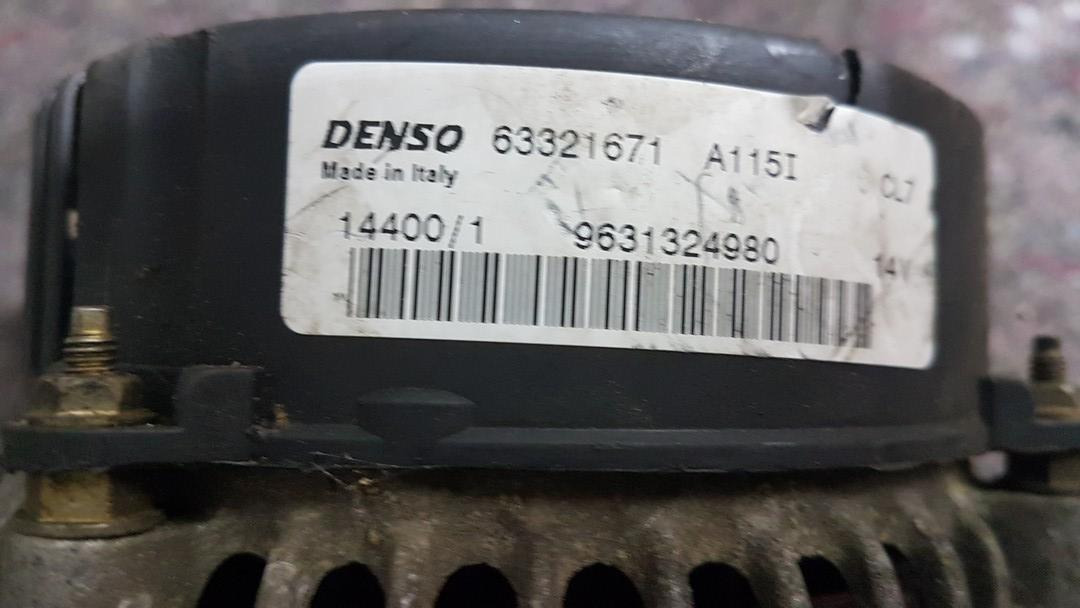 DENSO 63321671 A115I CL7
Made in Italy
14400/1 9631324980 14V